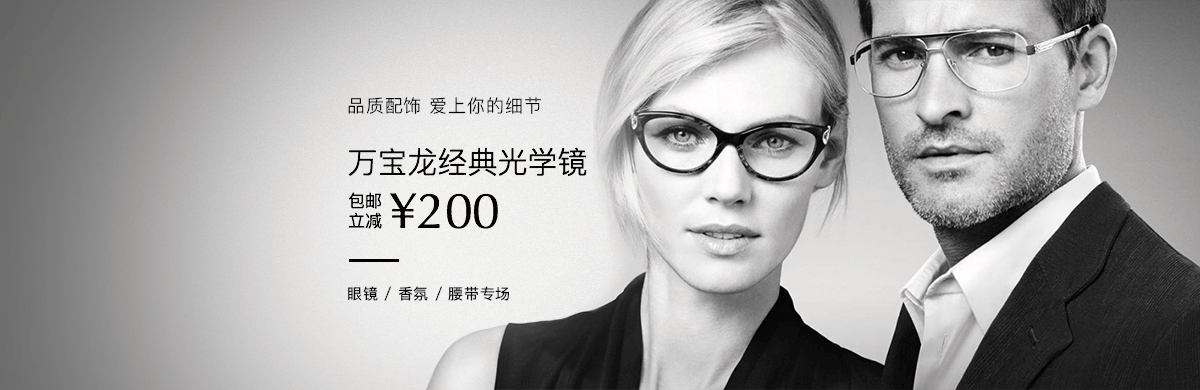 品质配饰 爱上你的细节
万宝龙经典光学镜
包邮
立减 ¥200
眼镜 / 香氛 / 腰带专场